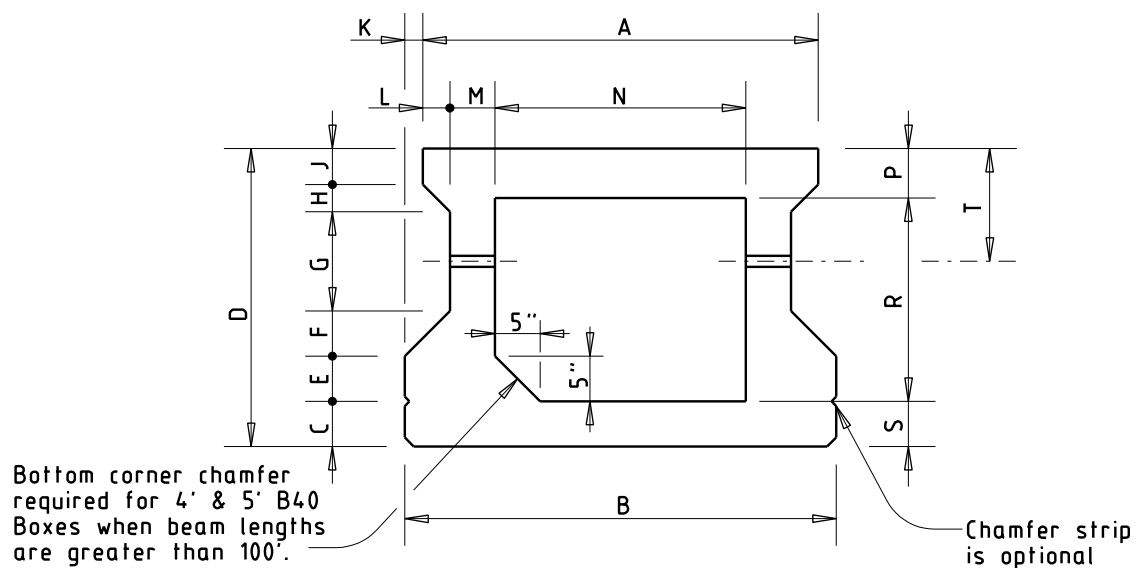 K
A
L
M
N
J
H
G
F
E
C
D
P
T
R
S
5"
5"
B
Bottom corner chamfer
required for 4' & 5' B40
Boxes when beam lengths
are greater than 100'.
Chamfer strip
is optional